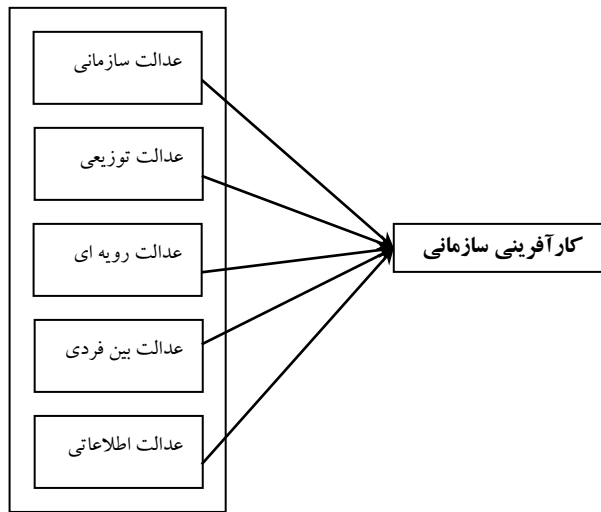 عدالت سازمانی
عدالت توزیعی
عدالت رویه ای
عدالت بین فردی
عدالت اطلاعاتی
کارآفرینی سازمانی